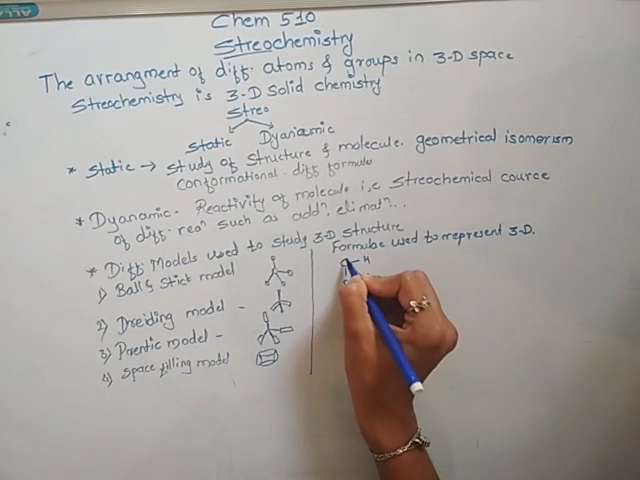 Chem 510
Streochemistry
The arrangment of diff. atoms & groups in 3-D space
Streochemistry is 3-D Solid chemistry
Streo
Static Dyanamic
* Static → Study of structure & molecule. geometrical isomerism
Conformational diff formule
* Dyanamic- Reactivity of molecule i.e Streochemical cource
of diff. reaⁿ such as addⁿ, elimatⁿ...
* Diff Models used to study 3-D structure
1) Ball & Stick model
2) Dreiding model -
3) Prentic model -
4) Space filling model
Formube used to represent 3-D.
H